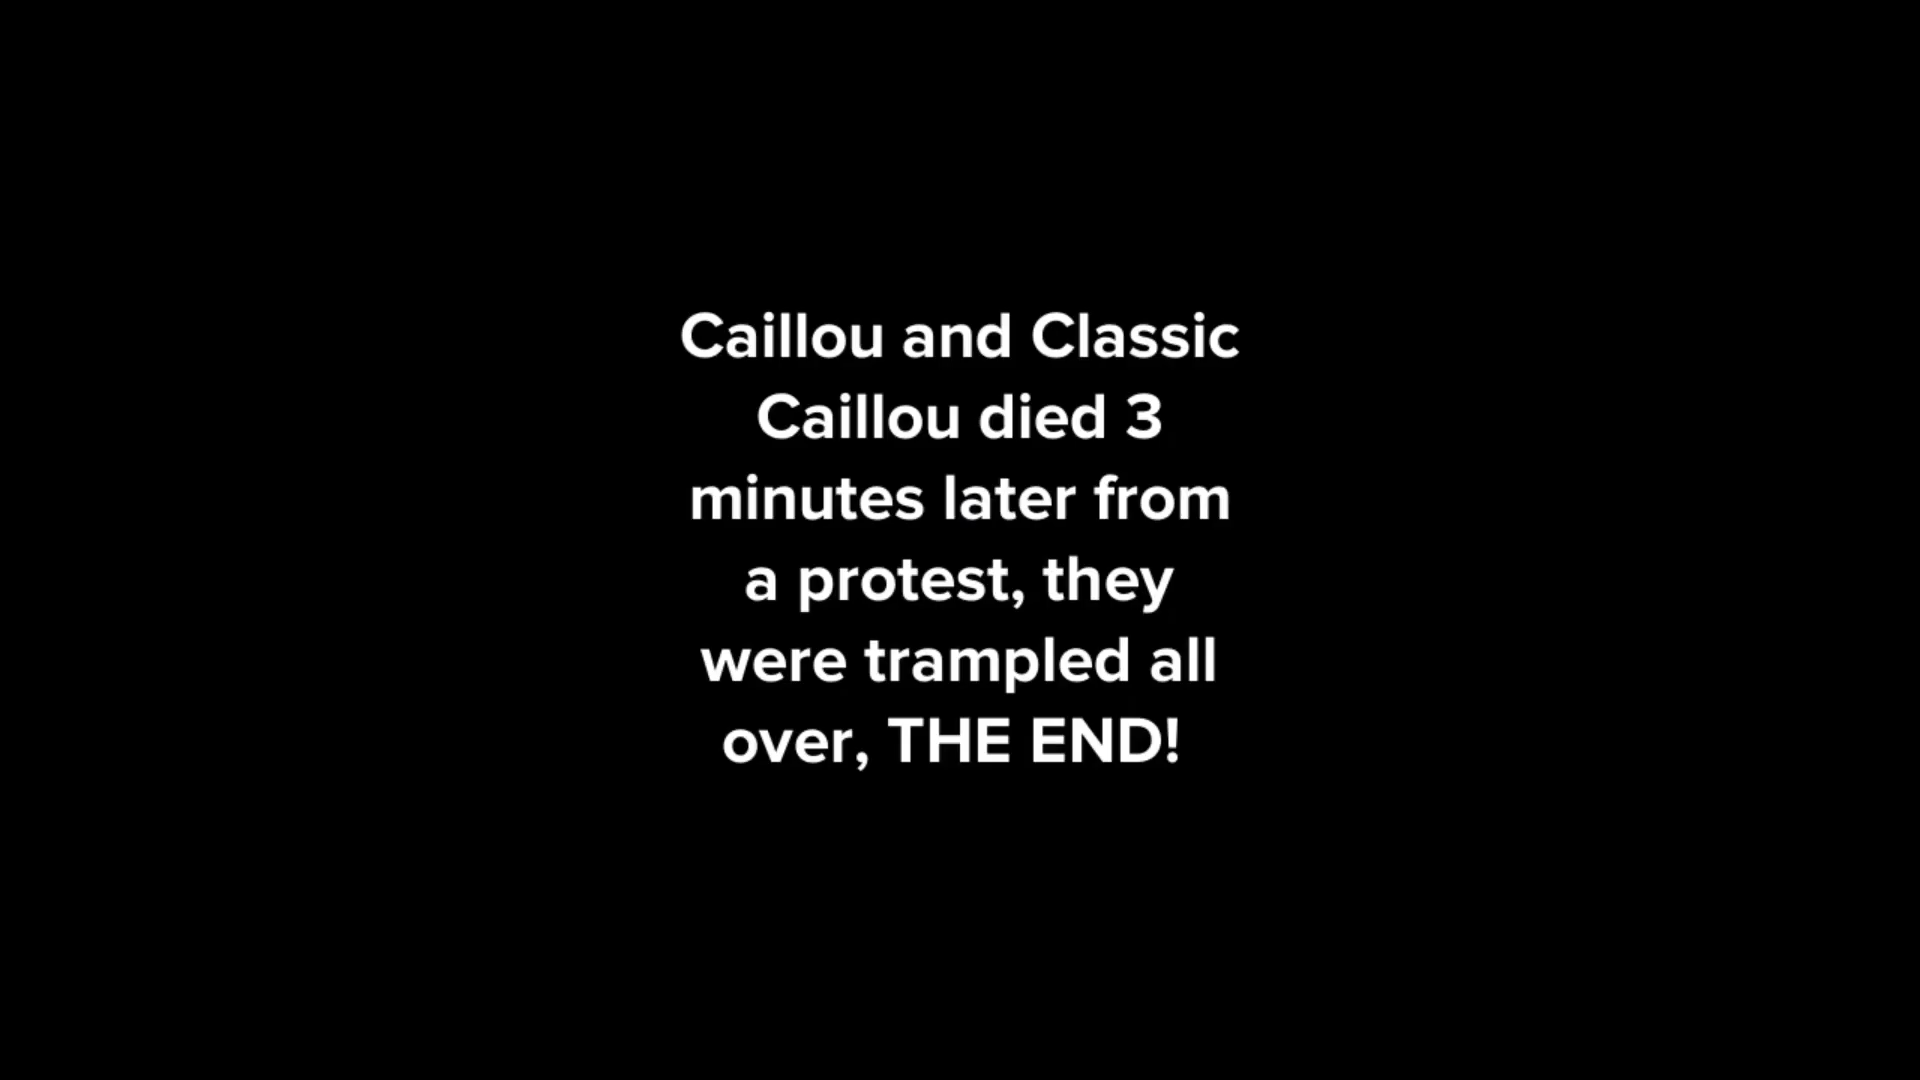 Caillou and Classic
Caillou died 3
minutes later from
a protest, they
were trampled all
over, THE END!